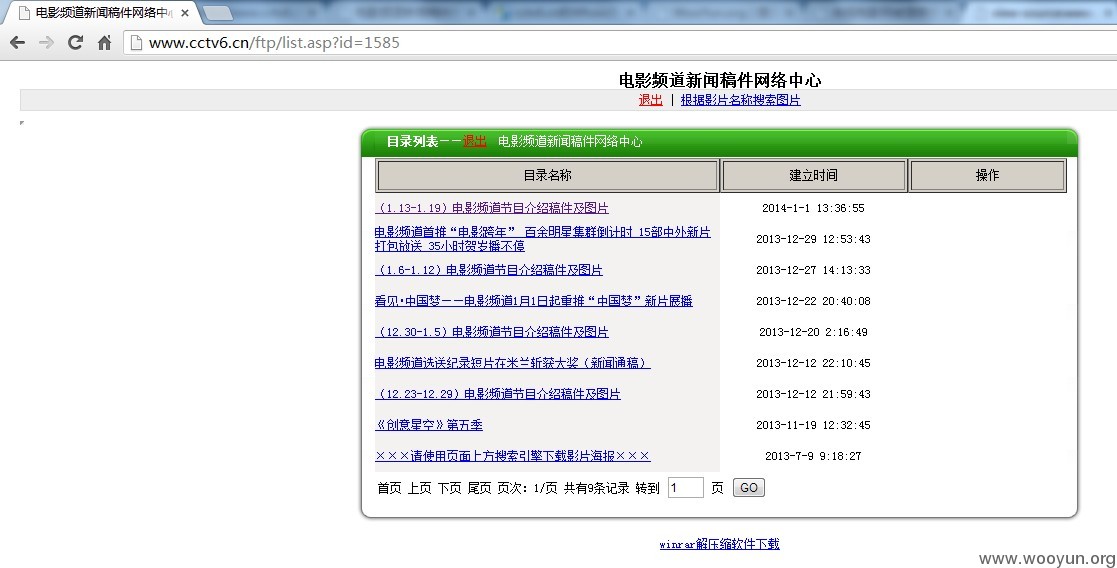 电影频道新闻稿件网络中心
www.cctv6.cn/ftp/list.asp?id=1585
电影频道新闻稿件网络中心
退出 | 根据影片名称搜索图片
目录列表——退出 电影频道新闻稿件网络中心
目录名称 建立时间 操作
（1.13-1.19）电影频道节目介绍稿件及图片 2014-1-1 13:36:55
电影频道首推“电影跨年” 百余明星集群倒计时 15部中外新片
打包放送 35小时贺岁播不停 2013-12-29 12:53:43
（1.6-1.12）电影频道节目介绍稿件及图片 2013-12-27 14:13:33
看见·中国梦——电影频道1月1日起重推“中国梦”新片展播 2013-12-22 20:40:08
（12.30-1.5）电影频道节目介绍稿件及图片 2013-12-20 2:16:49
电影频道选送纪录短片在米兰斩获大奖（新闻通稿） 2013-12-12 22:10:45
（12.23-12.29）电影频道节目介绍稿件及图片 2013-12-12 21:59:43
《创意星空》第五季 2013-11-19 12:32:45
×××请使用页面上方搜索引擎下载影片海报××× 2013-7-9 9:18:27
首页 上页 下页 尾页 页次：1/页 共有9条记录 转到 1 页 GO
winrar解压缩软件下载
www.wooyun.org